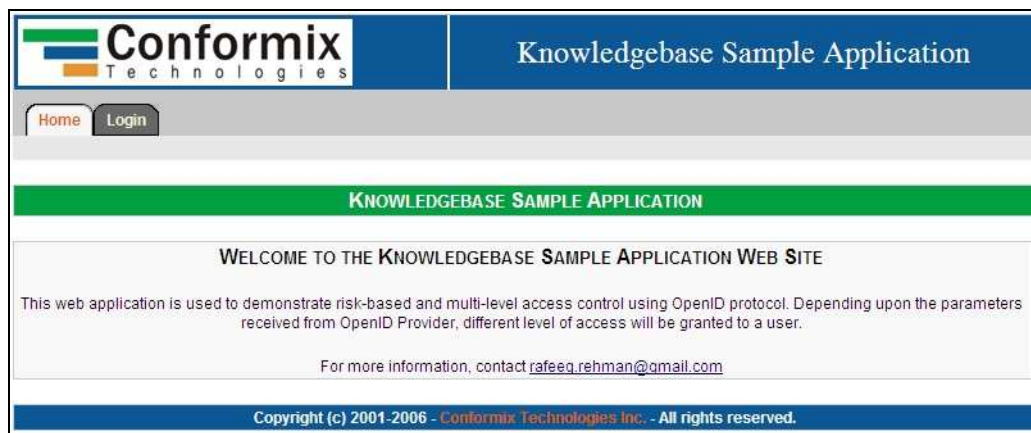 Conformix
Technologies
Knowledgebase Sample Application
Home Login
KNOWLEDGEBASE SAMPLE APPLICATION
WELCOME TO THE KNOWLEDGEBASE SAMPLE APPLICATION WEB SITE
This web application is used to demonstrate risk-based and multi-level access control using OpenID protocol. Depending upon the parameters
received from OpenID Provider, different level of access will be granted to a user.
For more information, contact rafeeq.rehman@gmail.com
Copyright (c) 2001-2006 - Conformix Technologies Inc. - All rights reserved.